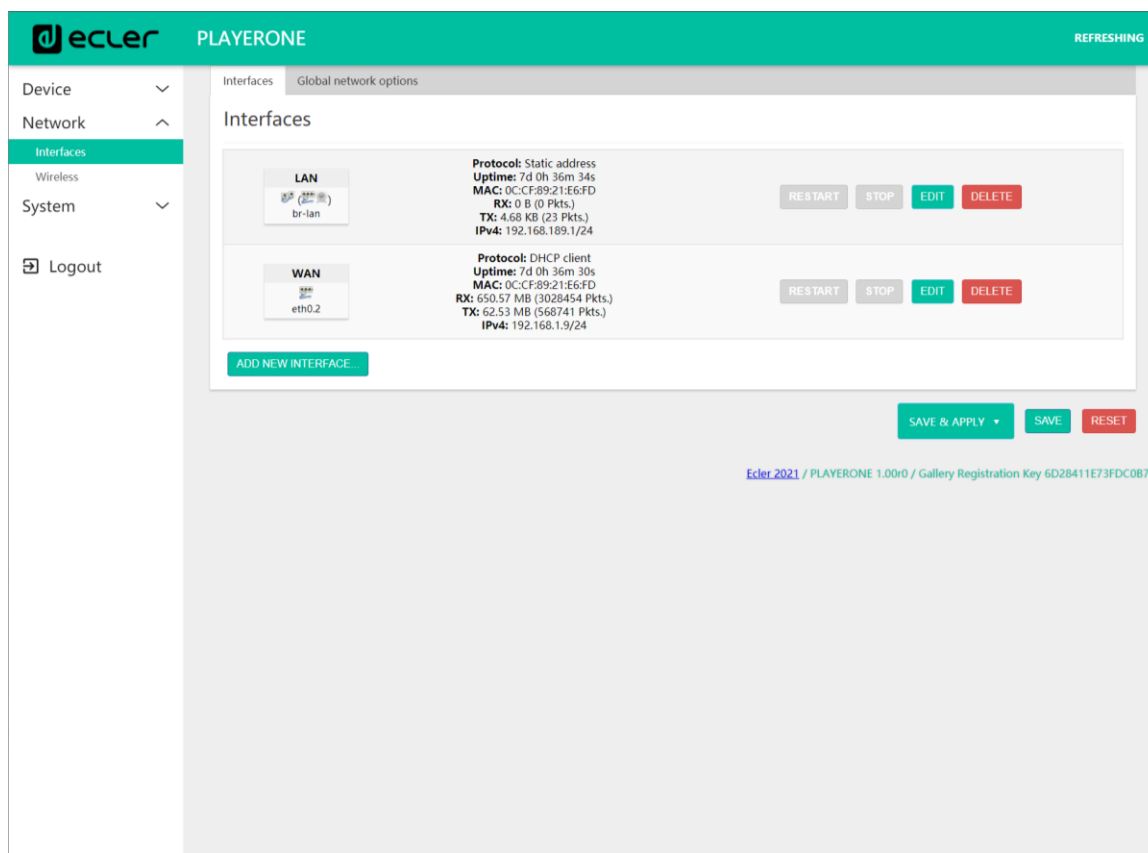 ecler
PLAYERONE
REFRESHING
Device
Network
Interfaces
Wireless
System
Logout
Interfaces
Global network options
Interfaces
LAN
br-lan
Protocol: Static address
Uptime: 7d 0h 36m 34s
MAC: 0C:CF:89:21:E6:FD
RX: 0 B (0 Pkts.)
TX: 4.68 KB (23 Pkts.)
IPv4: 192.168.189.1/24
RESTART
STOP
EDIT
DELETE
WAN
eth0.2
Protocol: DHCP client
Uptime: 7d 0h 36m 30s
MAC: 0C:CF:89:21:E6:FD
RX: 650.57 MB (3028454 Pkts.)
TX: 62.53 MB (568741 Pkts.)
IPv4: 192.168.1.9/24
RESTART
STOP
EDIT
DELETE
ADD NEW INTERFACE...
SAVE & APPLY
SAVE
RESET
Ecler 2021 / PLAYERONE 1.00r0 / Gallery Registration Key 6D28411E73FDC0B7